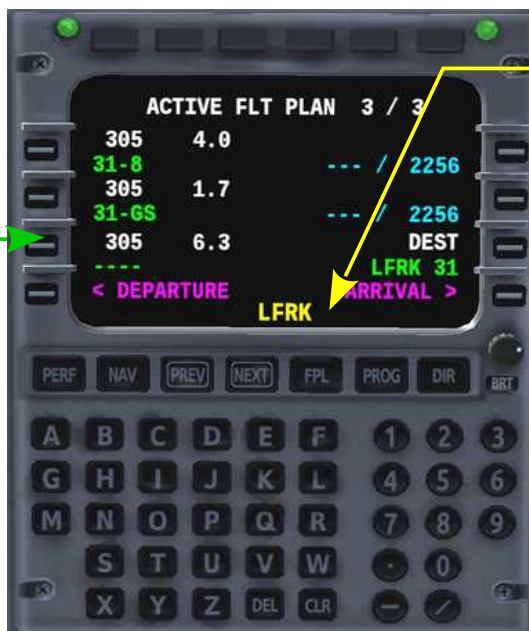 ACTIVE FLT PLAN 3 / 3
305 4.0
31-8 --- / 2256
305 1.7
31-GS --- / 2256
305 6.3 DEST
---- LFRK 31
< DEPARTURE ARRIVAL >
LFRK
PERF NAV PREV NEXT FPL PROG DIR BRT
A B C D E F 1 2 3
G H I J K L 4 5 6
M N O P Q R 7 8 9
S T U V W · 0
X Y Z DEL CLR - /